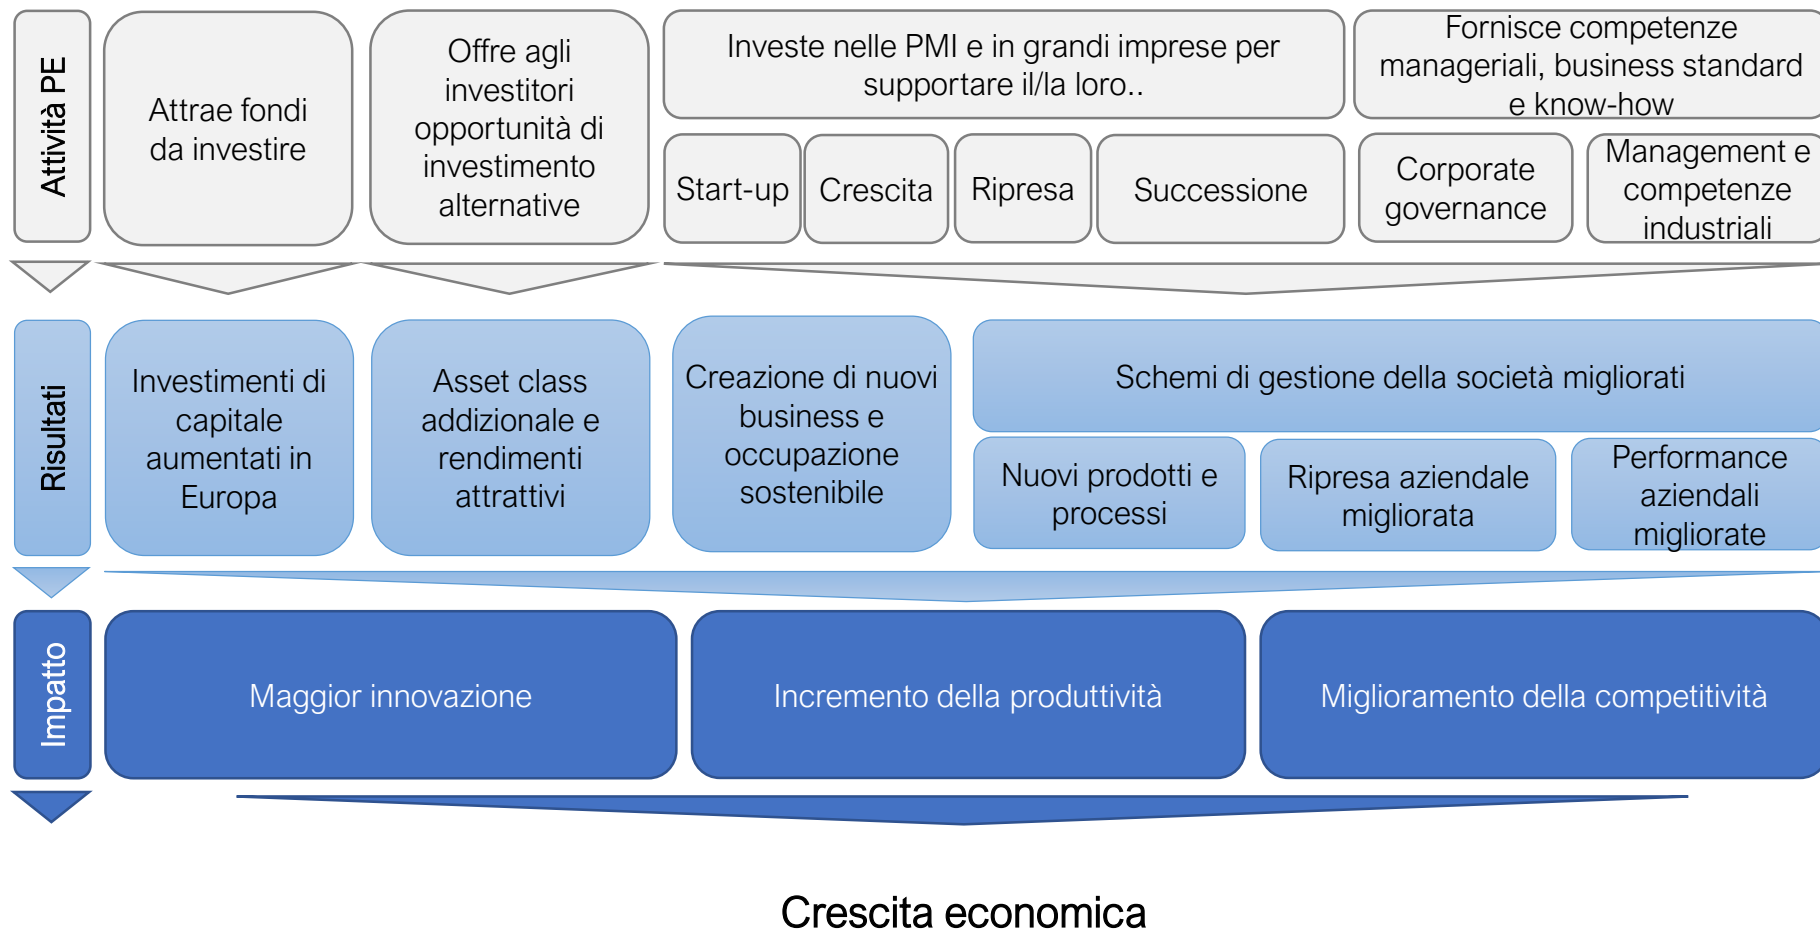 Attività PE
Attrae fondi
da investire
Offre agli
investitori
opportunità di
investimento
alternative
Investe nelle PMI e in grandi imprese per
supportare il/la loro..
Start-up
Crescita
Ripresa
Successione
Fornisce competenze
manageriali, business standard
e know-how
Corporate
governance
Management e
competenze
industriali
Risultati
Investimenti di
capitale
aumentati in
Europa
Asset class
addizionale e
rendimenti
attrattivi
Creazione di nuovi
business e
occupazione
sostenibile
Schemi di gestione della società migliorati
Nuovi prodotti e
processi
Ripresa aziendale
migliorata
Performance
aziendali
migliorate
Impatto
Maggior innovazione
Incremento della produttività
Miglioramento della competitività
Crescita economica